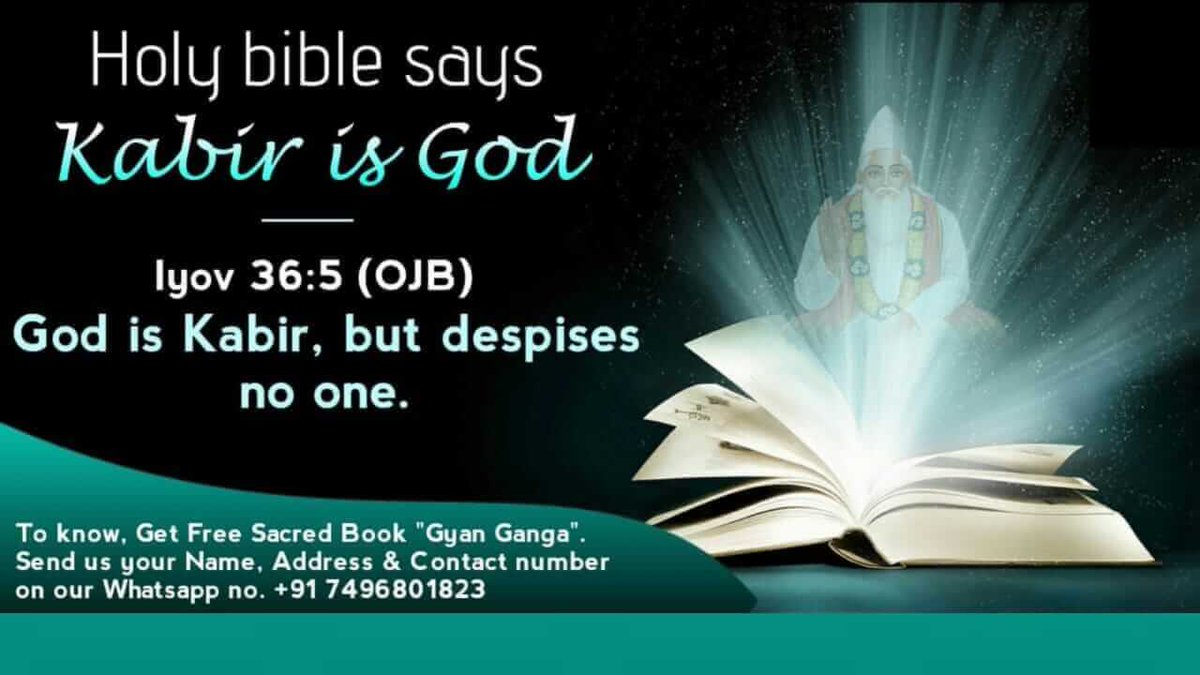 Holy bible says
Kabir is God
Iyov 36:5 (OJB)
God is Kabir, but despises
no one.
To know, Get Free Sacred Book "Gyan Ganga".
Send us your Name, Address & Contact number
on our Whatsapp no. +91 7496801823